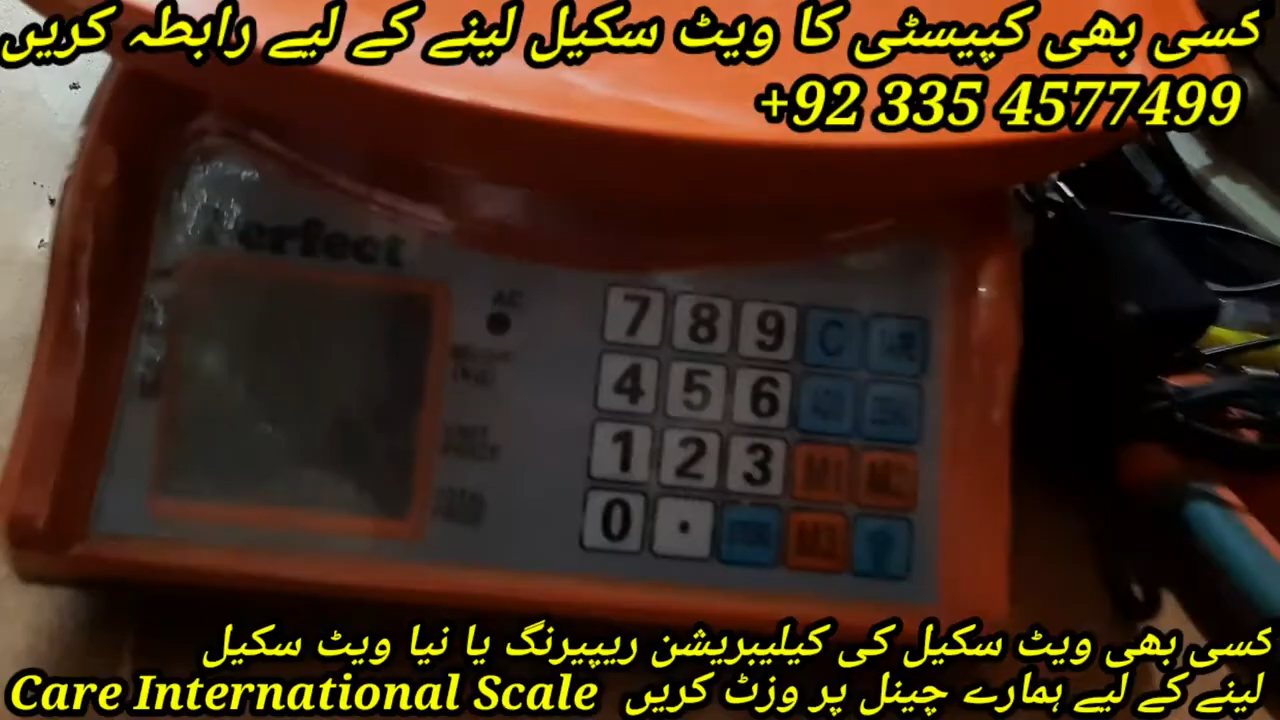 کسی بھی کپیسٹی کا ویٹ سکیل لینے کے لیے رابطہ کریں
+92 335 4577499
Perfect
AC
7 8 9 C
4 5 6
1 2 3 M1 M2
0 . M3
کسی بھی ویٹ سکیل کی کیلیبریشن ریپیرنگ یا نیا ویٹ سکیل
لینے کے لیے ہمارے چینل پر وزٹ کریں Care International Scale